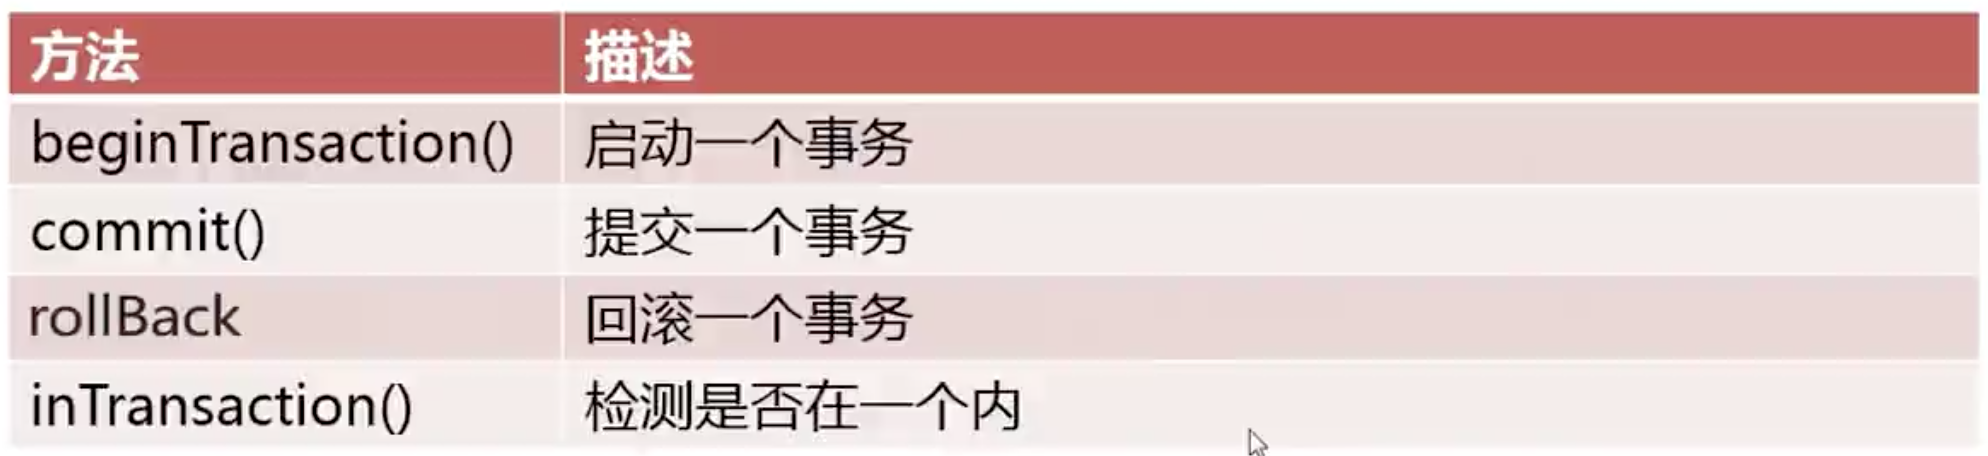 方法 描述
beginTransaction() 启动一个事务
commit() 提交一个事务
rollBack 回滚一个事务
inTransaction() 检测是否在一个内